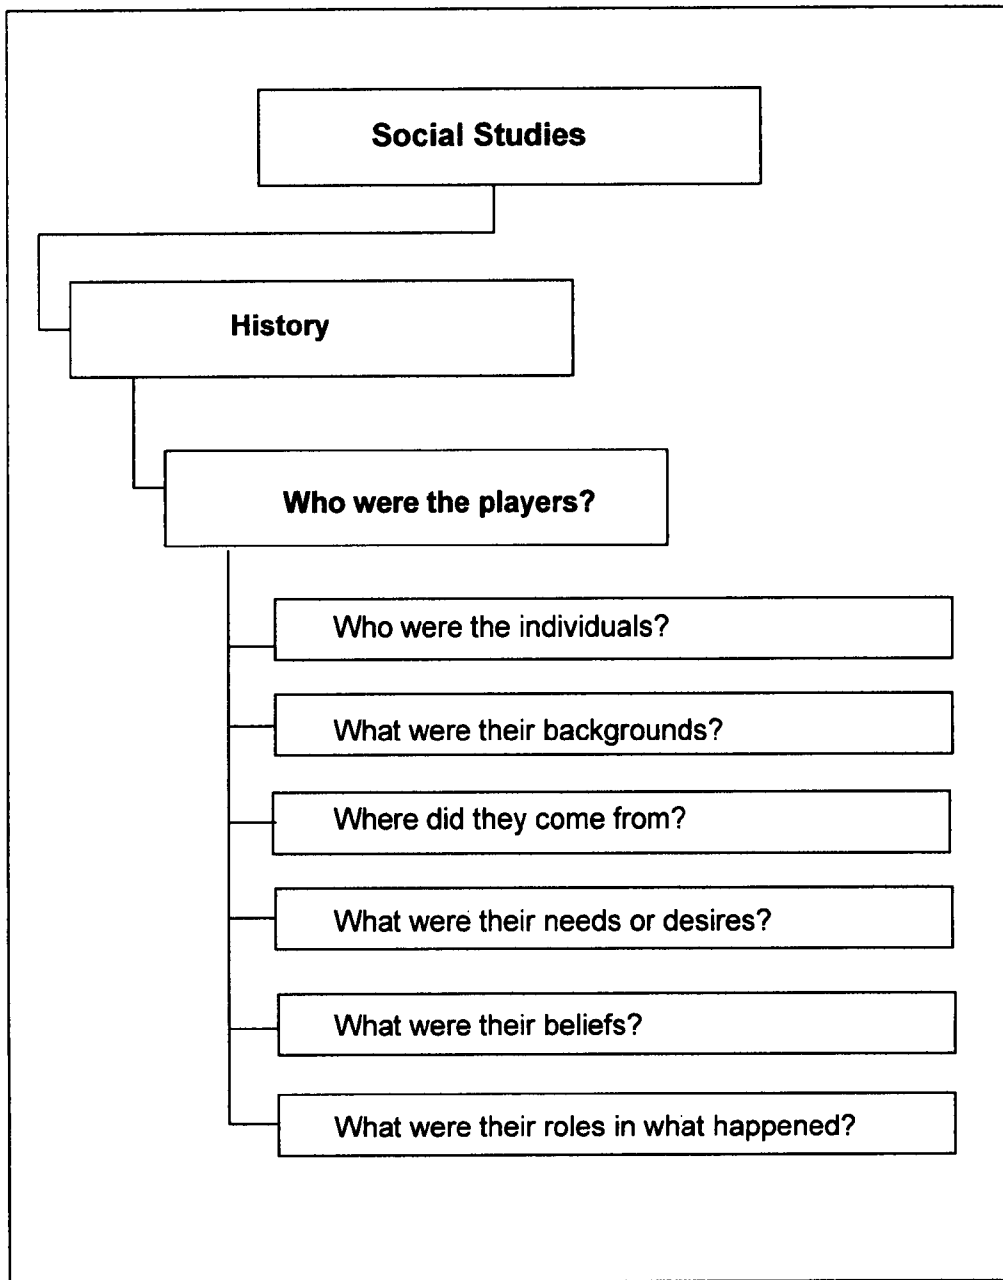 Social Studies
History
Who were the players?
Who were the individuals?
What were their backgrounds?
Where did they come from?
What were their needs or desires?
What were their beliefs?
What were their roles in what happened?